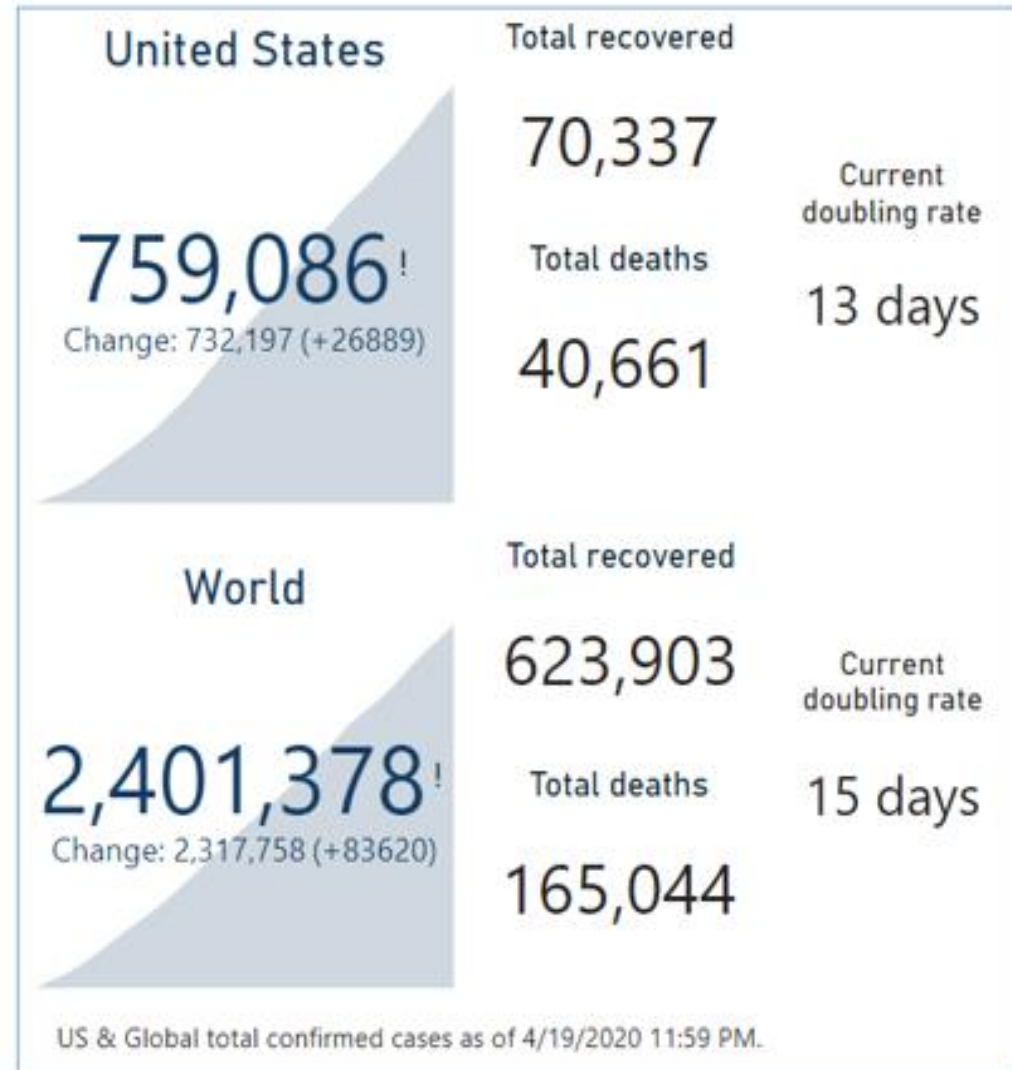 United States
759,086!
Change: 732,197 (+26889)
Total recovered
70,337
Total deaths
40,661
Current
doubling rate
13 days
World
2,401,378!
Change: 2,317,758 (+83620)
Total recovered
623,903
Total deaths
165,044
Current
doubling rate
15 days
US & Global total confirmed cases as of 4/19/2020 11:59 PM.